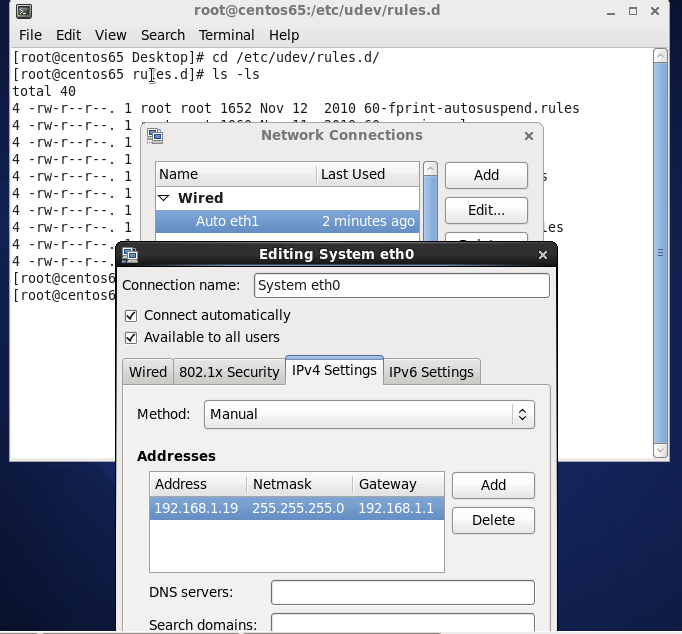 root@centos65:/etc/udev/rules.d
File Edit View Search Terminal Help
[root@centos65 Desktop]# cd /etc/udev/rules.d/
[root@centos65 rules.d]# ls -ls
total 40
4 -rw-r--r--. 1 root root 1652 Nov 12  2010 60-fprint-autosuspend.rules
4 -rw-r--r--. 1
4 -rw-r--r--. 1
4 -rw-r--r--. 1
4 -rw-r--r--. 1 s
4 -rw-r--r--. 1
4 -rw-r--r--. 1
4 -rw-r--r--. 1 les
4 -rw-r--r--. 1
4 -rw-r--r--.
[root@centos6
[root@centos6
Network Connections
Name Last Used
Add
Wired
Edit...
Auto eth1 2 minutes ago
Editing System eth0
Connection name: System eth0
Connect automatically
Available to all users
Wired 802.1x Security IPv4 Settings IPv6 Settings
Method: Manual
Addresses
Address Netmask Gateway
Add
192.168.1.19 255.255.255.0 192.168.1.1
Delete
DNS servers:
Search domains: